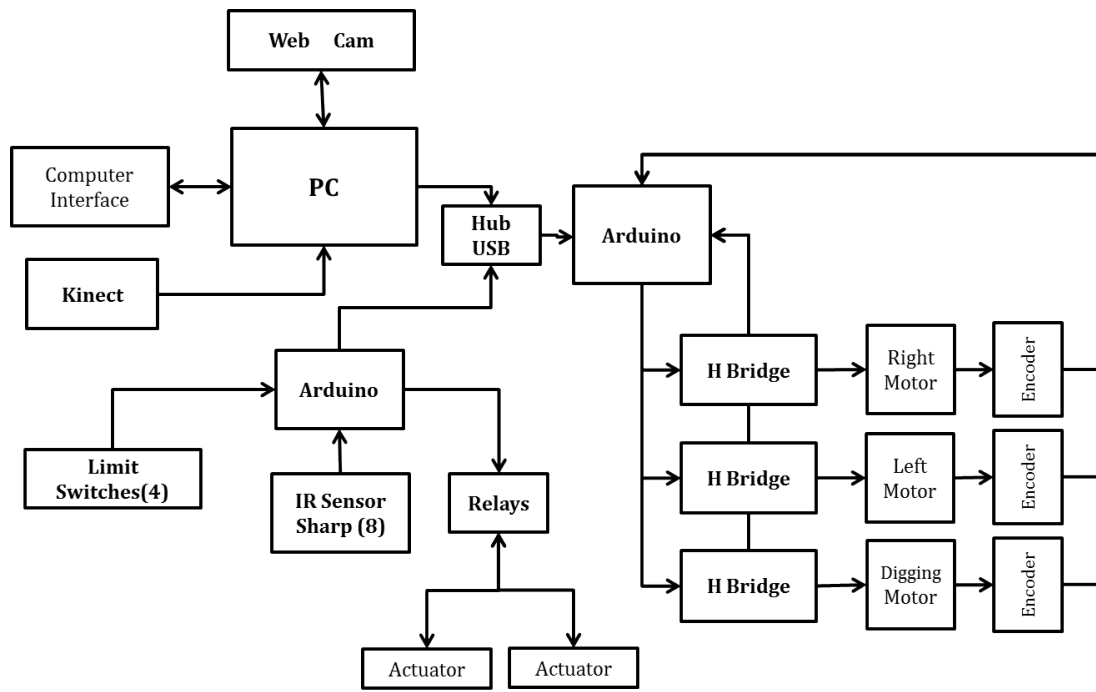 Web Cam
PC
Computer
Interface
Hub
USB
Arduino
Kinect
Arduino
H Bridge
Right
Motor
Encoder
Limit
Switches(4)
IR Sensor
Sharp (8)
Relays
H Bridge
Left
Motor
Encoder
H Bridge
Digging
Motor
Encoder
Actuator
Actuator